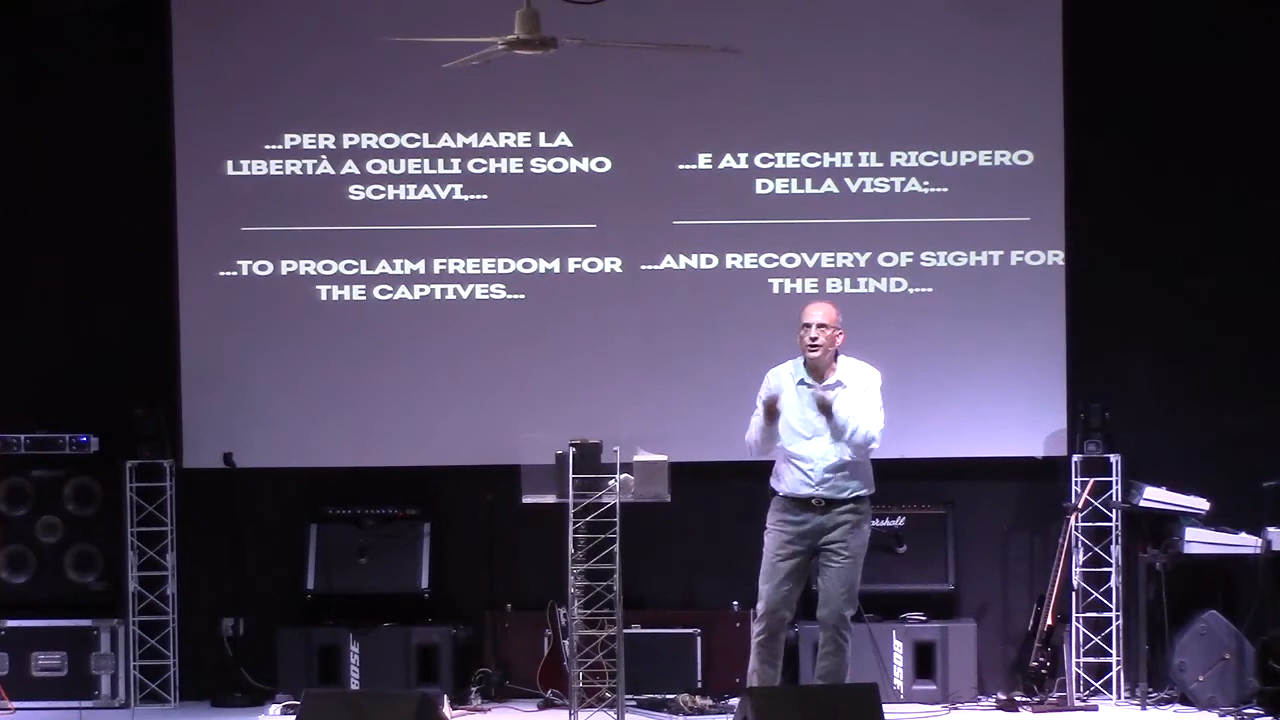 ...PER PROCLAMARE LA
LIBERTÀ A QUELLI CHE SONO
SCHIAVI,...
...TO PROCLAIM FREEDOM FOR
THE CAPTIVES...
...E AI CIECHI IL RICUPERO
DELLA VISTA;...
...AND RECOVERY OF SIGHT FOR
THE BLIND,...
Marshall
BOSE
BOSE